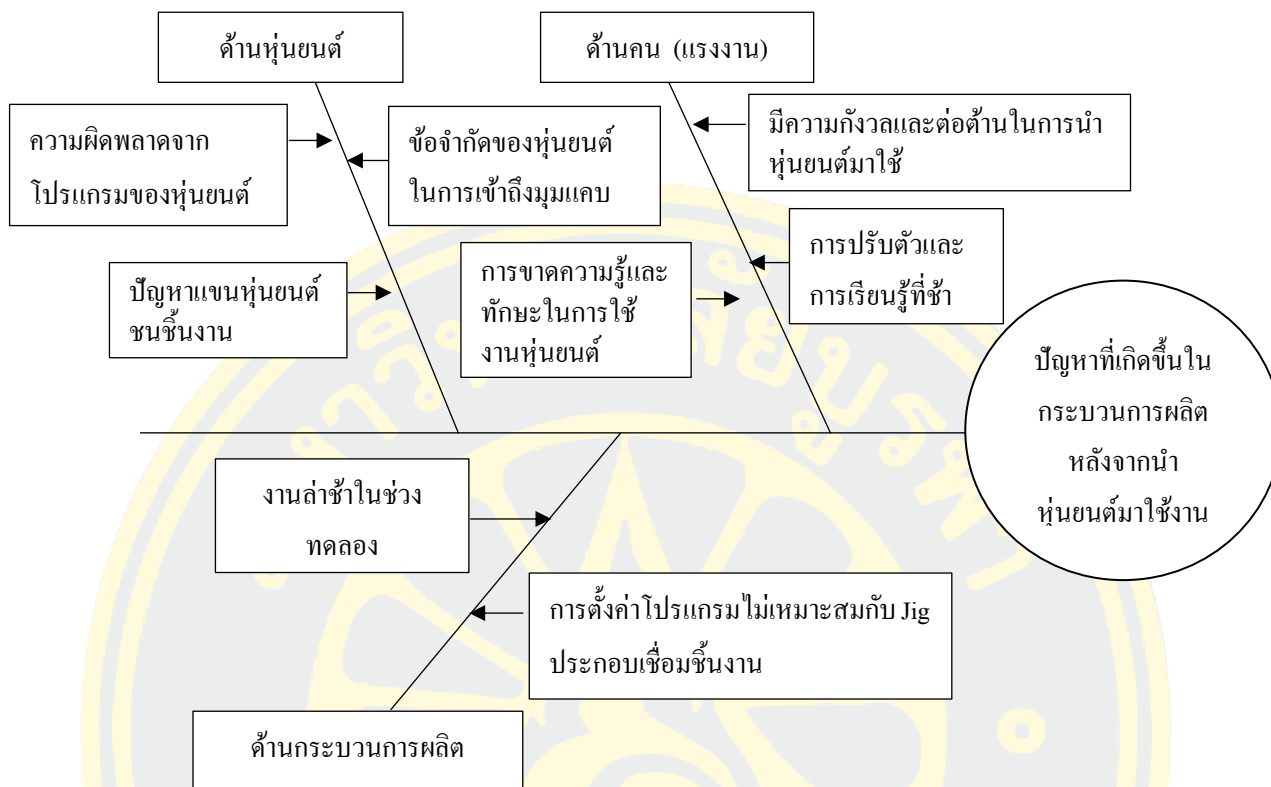 ด้านหุ่นยนต์
ด้านคน (แรงงาน)
ความผิดพลาดจาก
โปรแกรมของหุ่นยนต์
ข้อจำกัดของหุ่นยนต์
ในการเข้าถึงมุมแคบ
มีความกังวลและต่อต้านในการนำ
หุ่นยนต์มาใช้
ปัญหาแขนหุ่นยนต์
ชนชิ้นงาน
การขาดความรู้และ
ทักษะในการใช้
งานหุ่นยนต์
การปรับตัวและ
การเรียนรู้ที่ช้า
ปัญหาที่เกิดขึ้นใน
กระบวนการผลิต
หลังจากนำ
หุ่นยนต์มาใช้งาน
งานล่าช้าในช่วง
ทดลอง
การตั้งค่าโปรแกรมไม่เหมาะสมกับ Jig
ประกอบเชื่อมชิ้นงาน
ด้านกระบวนการผลิต